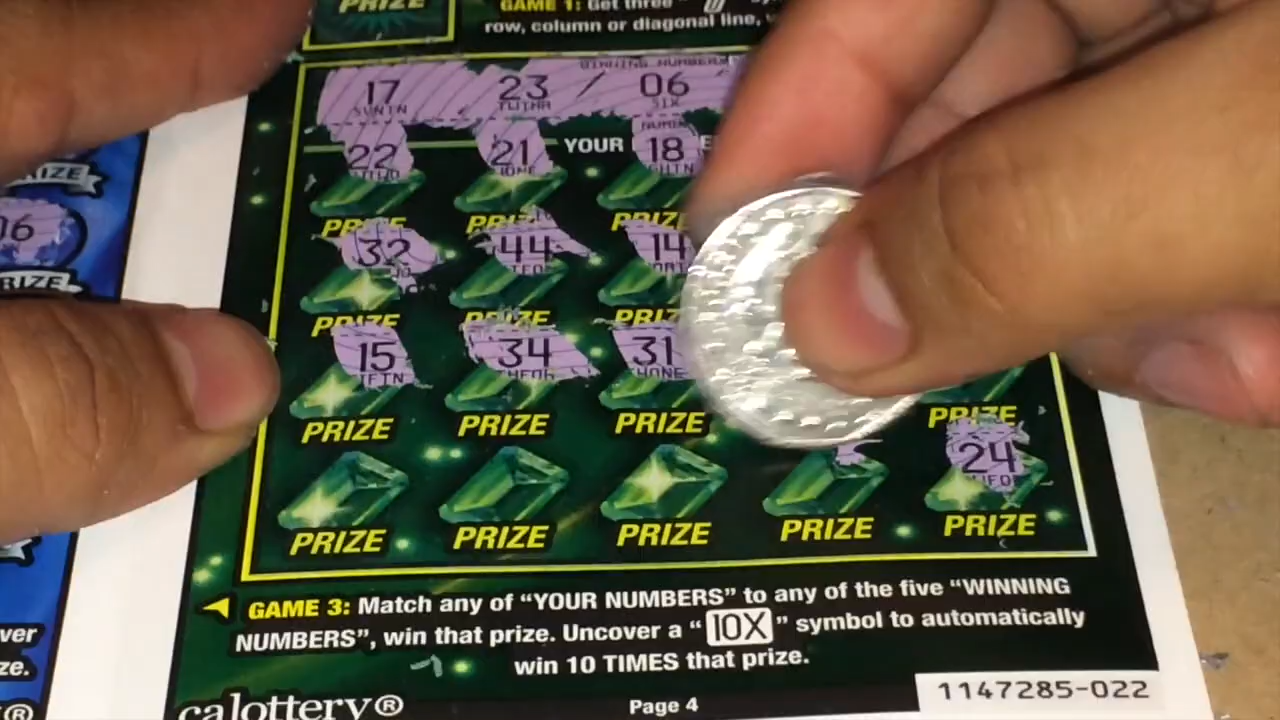 PRIZE
GAME 1: Get three "
row, column or diagonal line,
WINNING NUMBERS
17 23 06
SVNTN SIX
YOUR
22 21 18
PRIZE PRIZE PRIZE
32 44 14
PRIZE PRIZE PRIZE
15 34 31
PRIZE PRIZE PRIZE PRIZE
24
PRIZE PRIZE PRIZE PRIZE PRIZE
GAME 3: Match any of "YOUR NUMBERS" to any of the five "WINNING
NUMBERS", win that prize. Uncover a "10X" symbol to automatically
win 10 TIMES that prize.
1147285-022
calottery®
Page 4
06